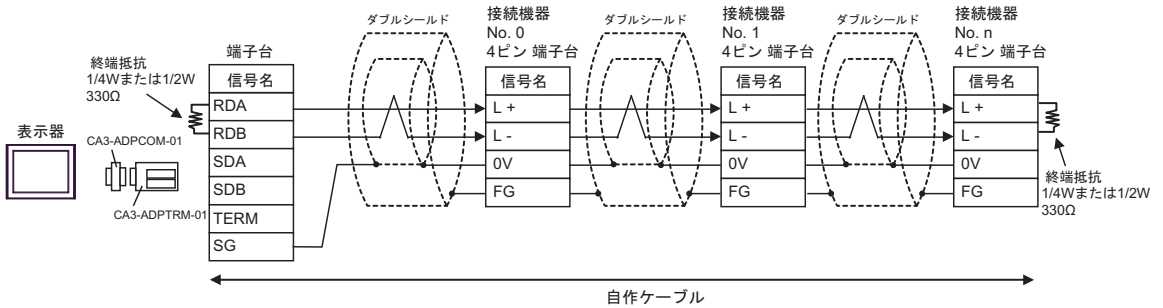 終端抵抗
1/4Wまたは1/2W
330Ω
表示器
CA3-ADPCOM-01
CA3-ADPTRM-01
端子台
信号名
RDA
RDB
SDA
SDB
TERM
SG
ダブルシールド
接続機器
No. 0
4ピン 端子台
信号名
L +
L -
0V
FG
ダブルシールド
接続機器
No. 1
4ピン 端子台
信号名
L +
L -
0V
FG
ダブルシールド
接続機器
No. n
4ピン 端子台
信号名
L +
L -
0V
FG
終端抵抗
1/4Wまたは1/2W
330Ω
自作ケーブル